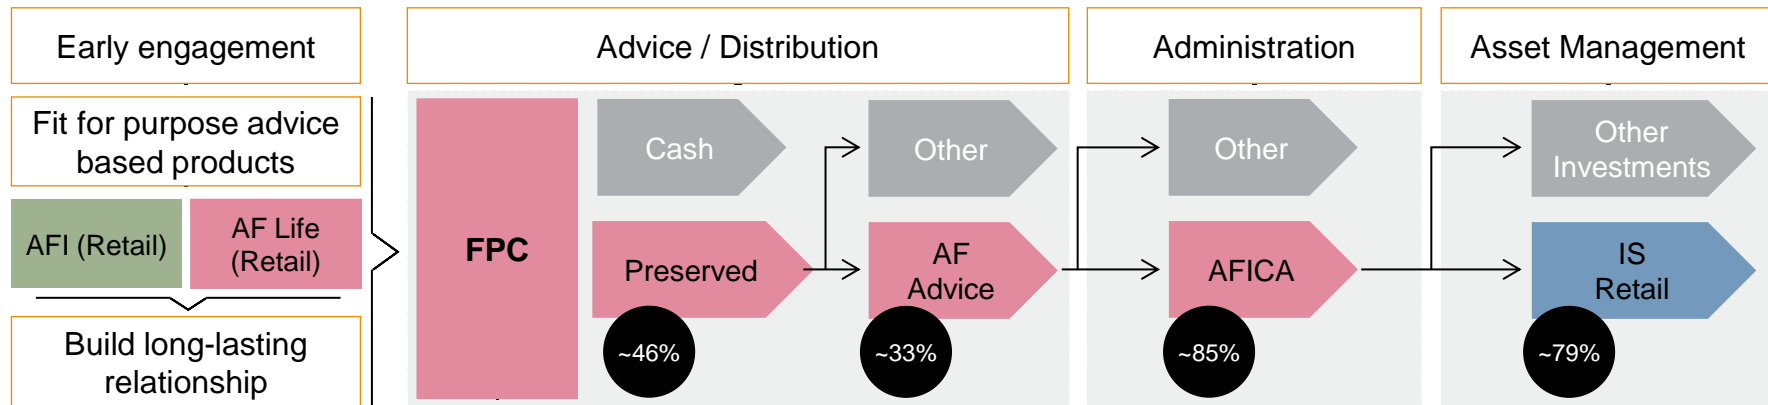 Early engagement
Advice / Distribution
Administration
Asset Management
Fit for purpose advice
based products
AFI (Retail)
AF Life
(Retail)
Build long-lasting
relationship
FPC
Cash
Other
Preserved
AF
Advice
~46%
~33%
Other
AFICA
~85%
Other
Investments
IS
Retail
~79%